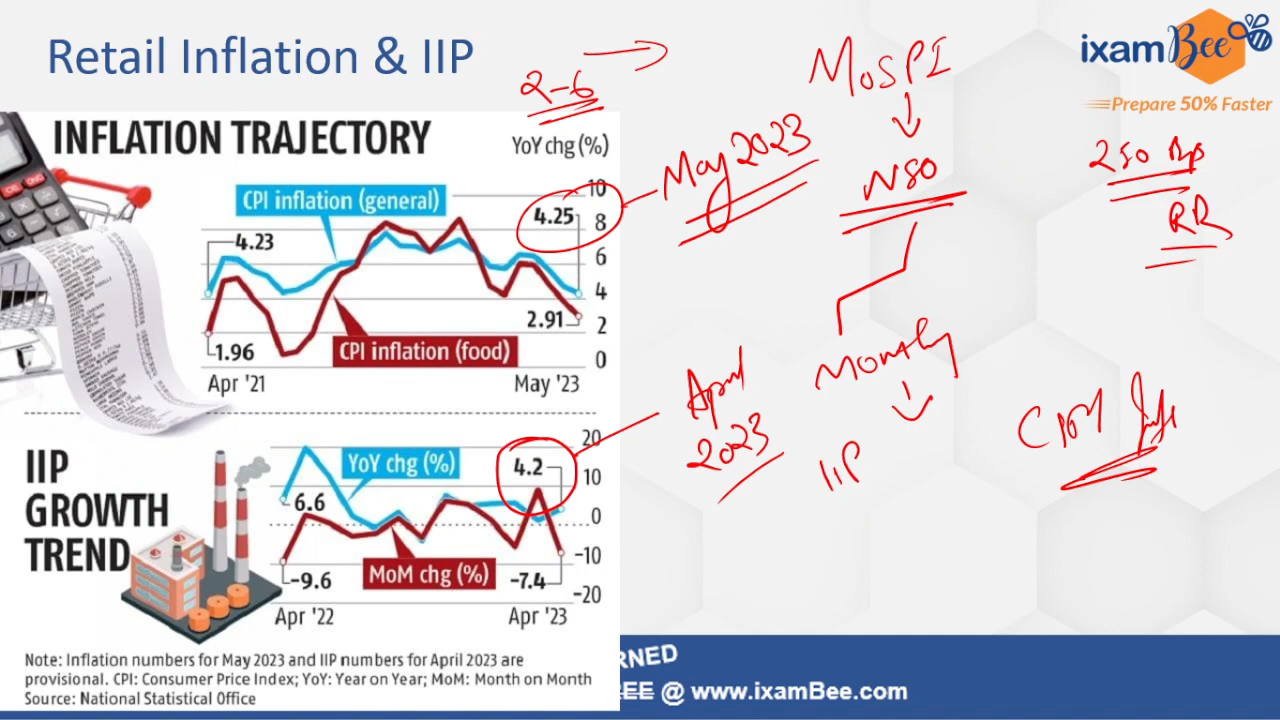 Retail Inflation & IIP
ixamBee
Prepare 50% Faster
2-6
MOSPI
NSO
May 2023
250 Bp
RR
INFLATION TRAJECTORY
YoY chg (%)
CPI inflation (general)
4.23
4.25
10
8
6
4
2
0
2.91
1.96
CPI inflation (food)
Apr '21
May '23
Monthly
IIP
April
2023
IIP
GROWTH
TREND
YoY chg (%)
4.2
20
10
0
-10
-20
6.6
MoM chg (%)
-9.6
-7.4
Apr '22
Apr '23
Note: Inflation numbers for May 2023 and IIP numbers for April 2023 are
provisional. CPI: Consumer Price Index; YoY: Year on Year; MoM: Month on Month
Source: National Statistical Office
RNED
EE @ www.ixamBee.com